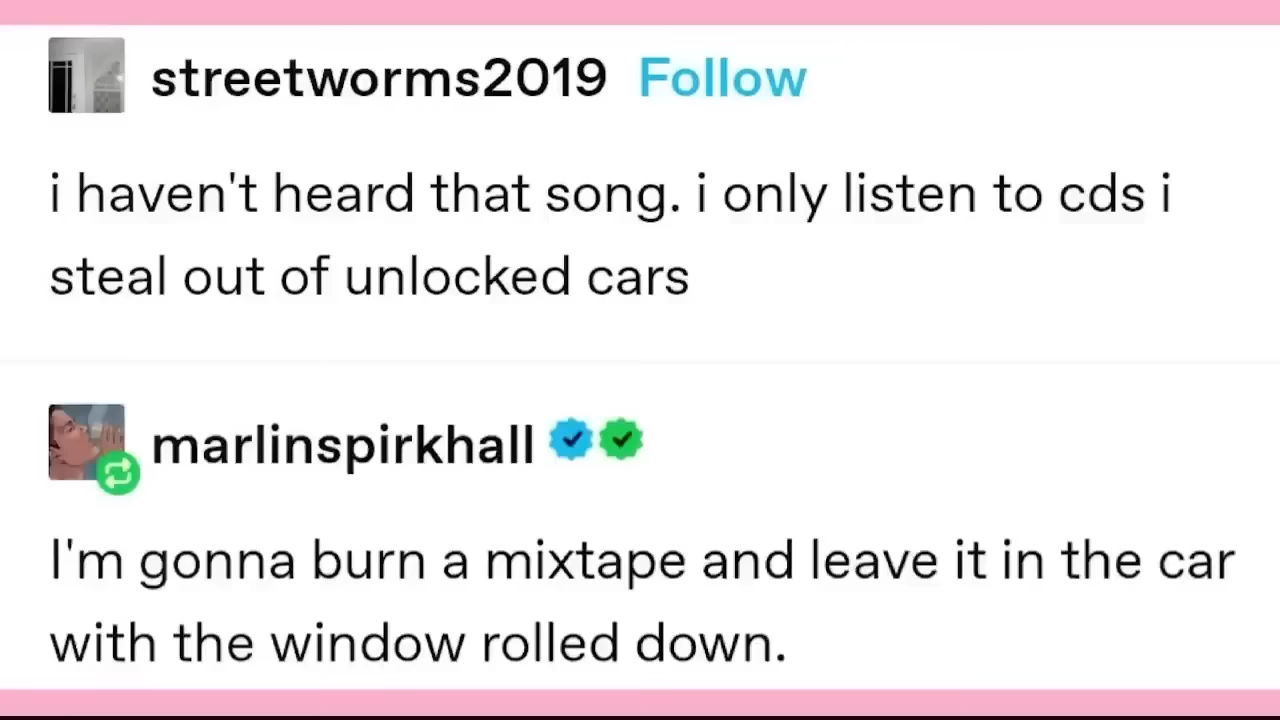 streetworms2019 Follow
i haven't heard that song. i only listen to cds i
steal out of unlocked cars
marlinspirkhall
I'm gonna burn a mixtape and leave it in the car
with the window rolled down.